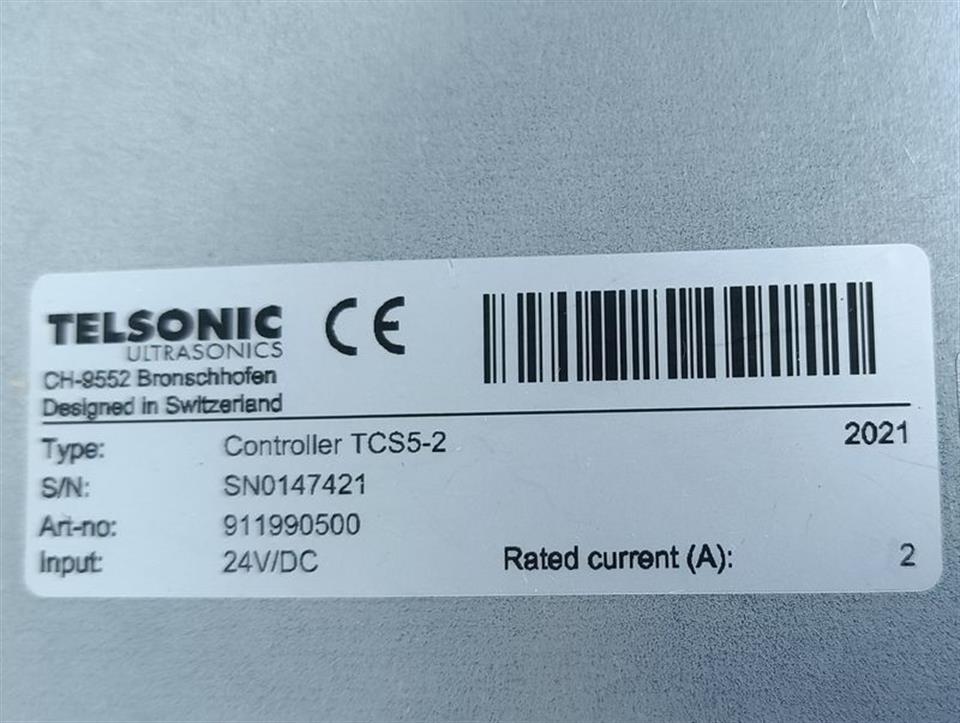 TELSONIC
ULTRASONICS
CE
CH-9552 Bronschhofen
Designed in Switzerland
Type: Controller TCS5-2 2021
S/N: SN0147421
Art-no: 911990500
Input: 24V/DC Rated current (A): 2